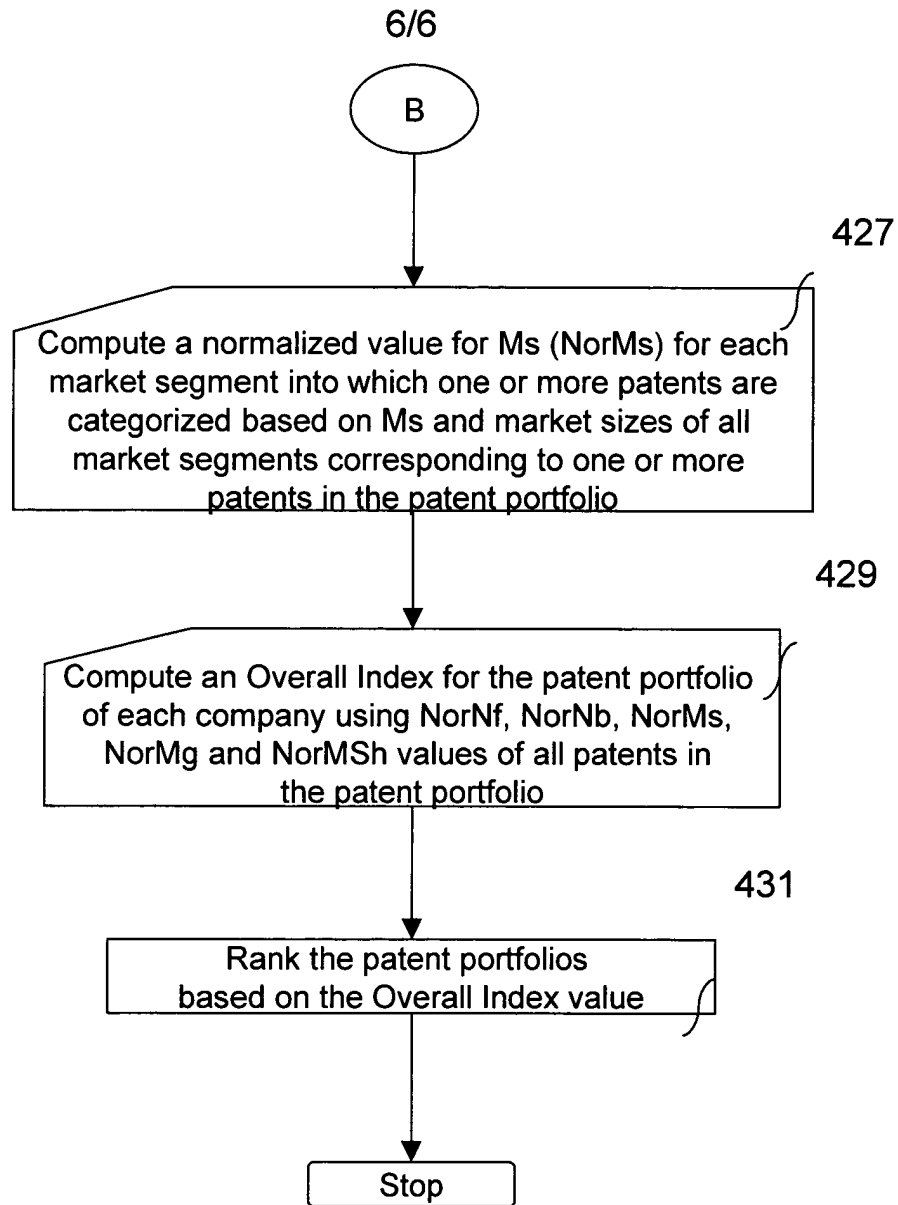 6/6
B
427
Compute a normalized value for Ms (NorMs) for each
market segment into which one or more patents are
categorized based on Ms and market sizes of all
market segments corresponding to one or more
patents in the patent portfolio
429
Compute an Overall Index for the patent portfolio
of each company using NorNf, NorNb, NorMs,
NorMg and NorMSh values of all patents in
the patent portfolio
431
Rank the patent portfolios
based on the Overall Index value
Stop